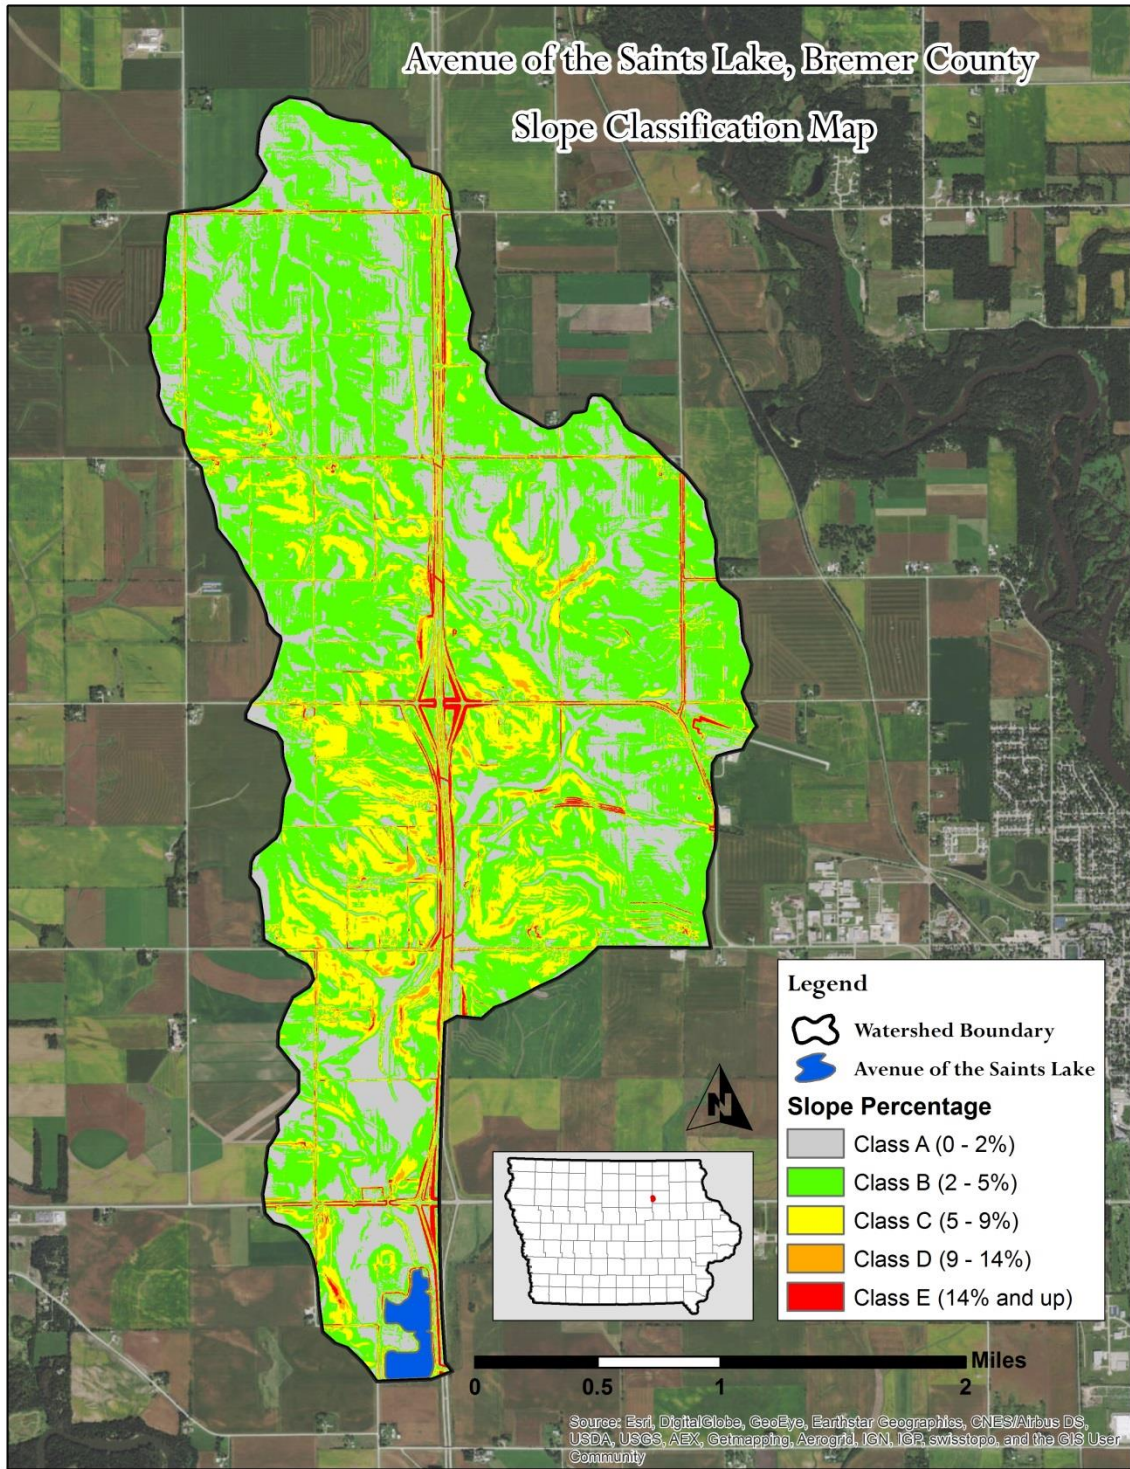 Avenue of the Saints Lake, Bremer County
Slope Classification Map
Legend
Watershed Boundary
Avenue of the Saints Lake
Slope Percentage
Class A (0 - 2%)
Class B (2 - 5%)
Class C (5 - 9%)
Class D (9 - 14%)
Class E (14% and up)
N
Miles
0 0.5 1 2
Source: Esri, DigitalGlobe, GeoEye, Earthstar Geographics, CNES/Airbus DS,
USDA, USGS, AEX, Getmapping, Aerogrid, IGN, IGP, swisstopo, and the GIS User
Community